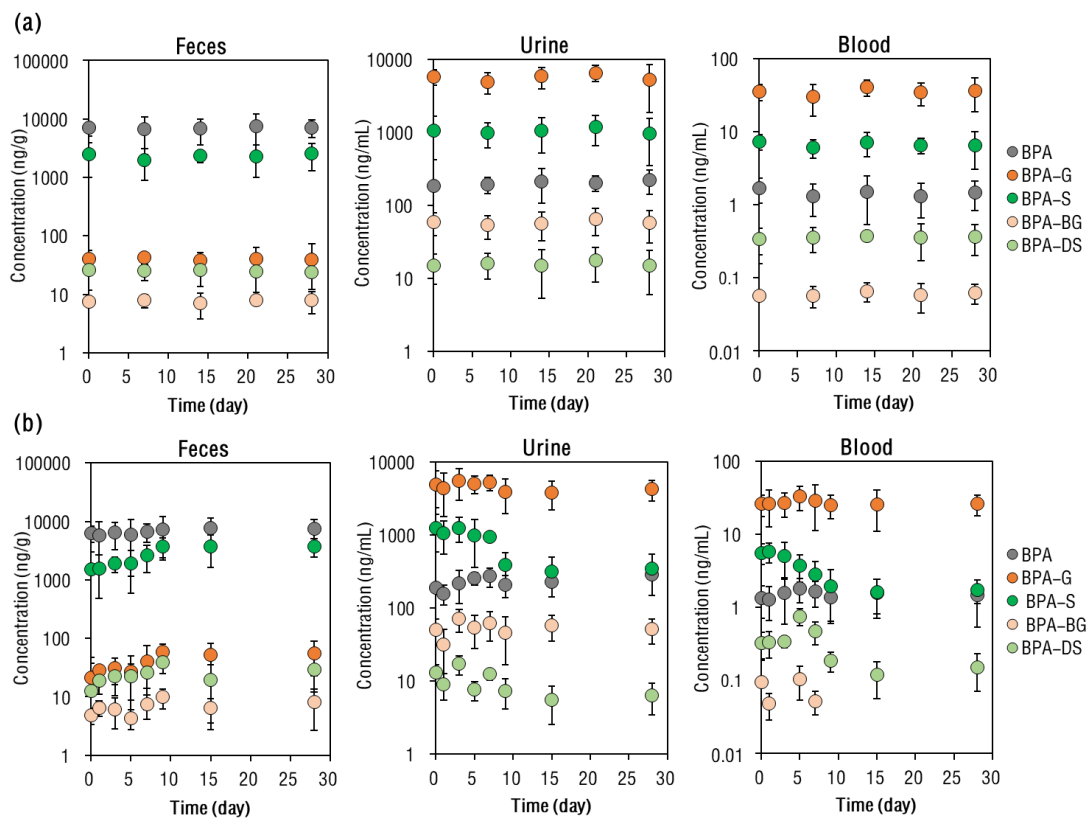 (a)
Feces
Urine
Blood
Concentration (ng/g)
100000
10000
1000
100
10
1
0 5 10 15 20 25 30
Time (day)
Concentration (ng/mL)
10000
1000
100
10
1
0 5 10 15 20 25 30
Time (day)
Concentration (ng/mL)
100
10
1
0.1
0.01
0 5 10 15 20 25 30
Time (day)
BPA
BPA-G
BPA-S
BPA-BG
BPA-DS
(b)
Feces
Urine
Blood
Concentration (ng/g)
100000
10000
1000
100
10
1
0 5 10 15 20 25 30
Time (day)
Concentration (ng/mL)
10000
1000
100
10
1
0 5 10 15 20 25 30
Time (day)
Concentration (ng/mL)
100
10
1
0.1
0.01
0 5 10 15 20 25 30
Time (day)
BPA
BPA-G
BPA-S
BPA-BG
BPA-DS